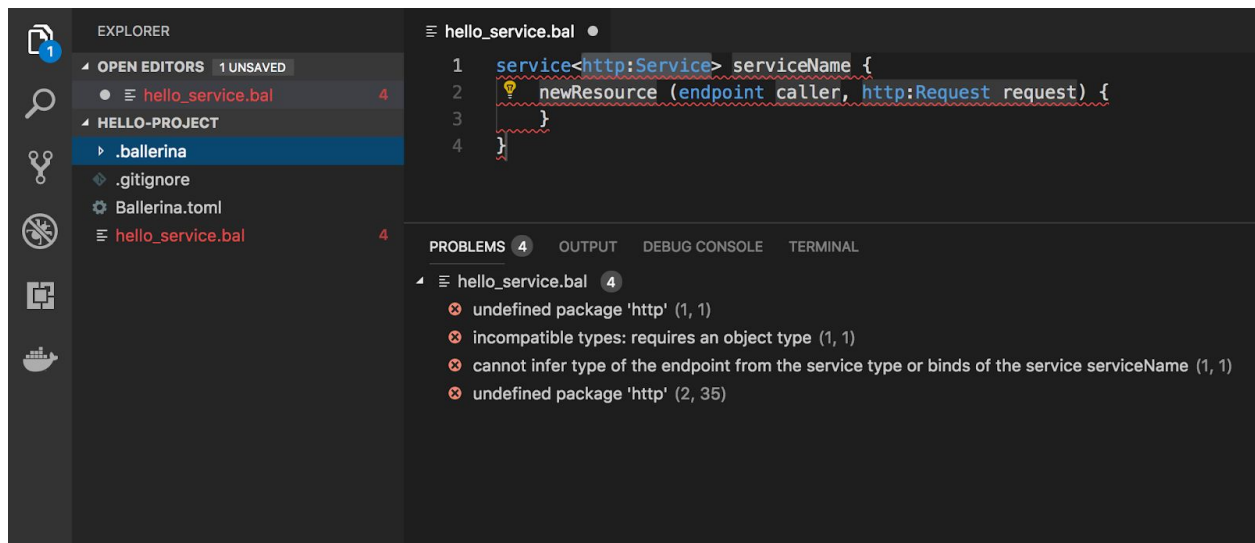 EXPLORER
OPEN EDITORS 1 UNSAVED
hello_service.bal 4
HELLO-PROJECT
.ballerina
.gitignore
Ballerina.toml
hello_service.bal 4
1
hello_service.bal
1 service<http:Service> serviceName {
2 newResource (endpoint caller, http:Request request) {
3 }
4 }
PROBLEMS 4 OUTPUT DEBUG CONSOLE TERMINAL
hello_service.bal 4
undefined package 'http' (1, 1)
incompatible types: requires an object type (1, 1)
cannot infer type of the endpoint from the service type or binds of the service serviceName (1, 1)
undefined package 'http' (2, 35)